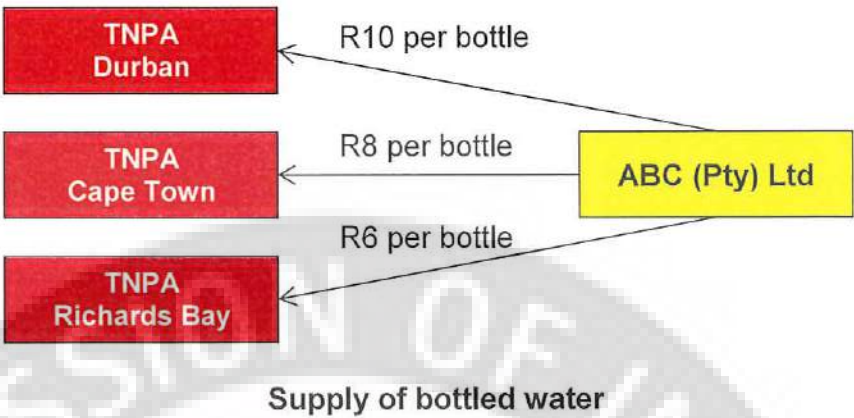 TNPA
Durban
R10 per bottle
TNPA
Cape Town
R8 per bottle
ABC (Pty) Ltd
R6 per bottle
TNPA
Richards Bay
Supply of bottled water